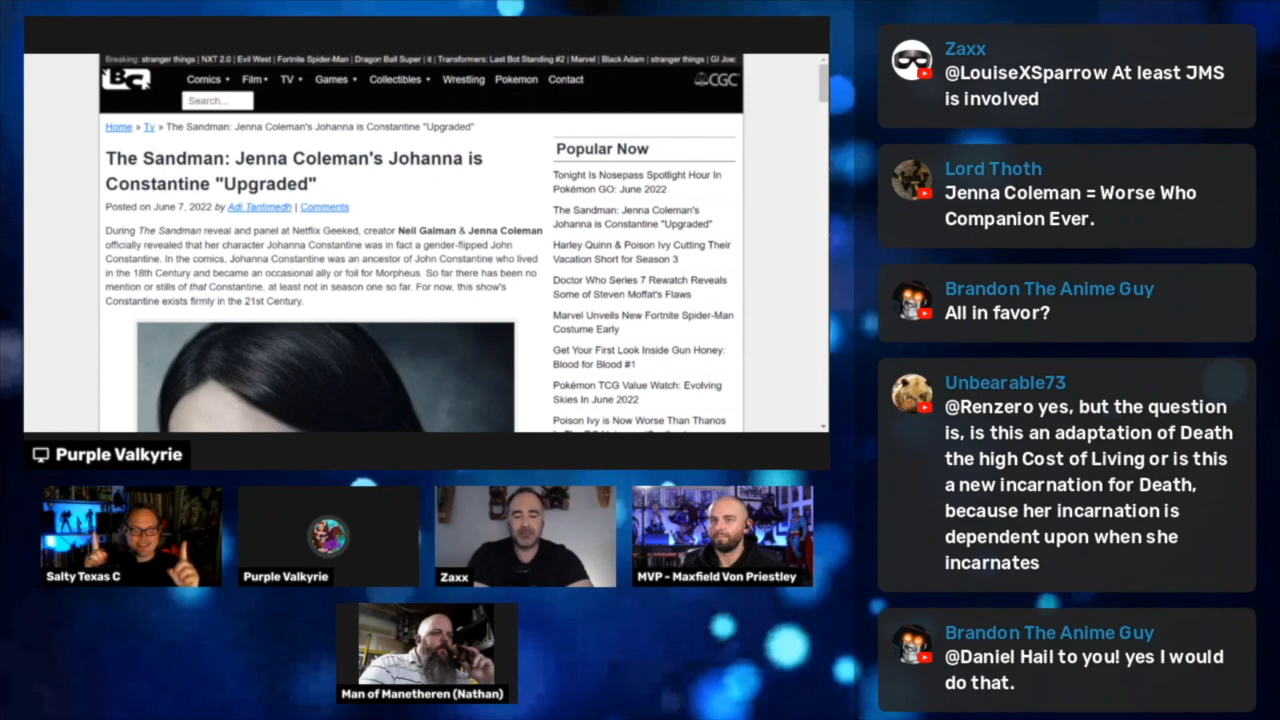 Breaking: stranger things | NXT 2.0 | Evil West | Fortnite Spider-Man | Dragon Ball Super | it | Transformers: Last Bot Standing #2 | Marvel | Black Adam | stranger things | GI Joe:
BC
Comics
Film
TV
Games
Collectibles
Wrestling
Pokemon
Contact
CGC
Search...
Home » Tv » The Sandman: Jenna Coleman's Johanna is Constantine "Upgraded"
The Sandman: Jenna Coleman's Johanna is
Constantine "Upgraded"
Posted on June 7, 2022 by Adi Tantimedh | Comments
During The Sandman reveal and panel at Netflix Geeked, creator Neil Gaiman & Jenna Coleman
officially revealed that her character Johanna Constantine was in fact a gender-flipped John
Constantine. In the comics, Johanna Constantine was an ancestor of John Constantine who lived
in the 18th Century and became an occasional ally or foil for Morpheus. So far there has been no
mention or stills of that Constantine, at least not in season one so far. For now, this show's
Constantine exists firmly in the 21st Century.
Popular Now
Tonight Is Nosepass Spotlight Hour In
Pokémon GO: June 2022
The Sandman: Jenna Coleman's
Johanna is Constantine "Upgraded"
Harley Quinn & Poison Ivy Cutting Their
Vacation Short for Season 3
Doctor Who Series 7 Rewatch Reveals
Some of Steven Moffat's Flaws
Marvel Unveils New Fortnite Spider-Man
Costume Early
Get Your First Look Inside Gun Honey:
Blood for Blood #1
Pokémon TCG Value Watch: Evolving
Skies In June 2022
Poison Ivy is Now Worse Than Thanos
Purple Valkyrie
Salty Texas C
Purple Valkyrie
Zaxx
MVP - Maxfield Von Priestley
Man of Manetheren (Nathan)
Zaxx
@LouiseXSparrow At least JMS
is involved
Lord Thoth
Jenna Coleman = Worse Who
Companion Ever.
Brandon The Anime Guy
All in favor?
Unbearable73
@Renzero yes, but the question
is, is this an adaptation of Death
the high Cost of Living or is this
a new incarnation for Death,
because her incarnation is
dependent upon when she
incarnates
Brandon The Anime Guy
@Daniel Hail to you! yes I would
do that.